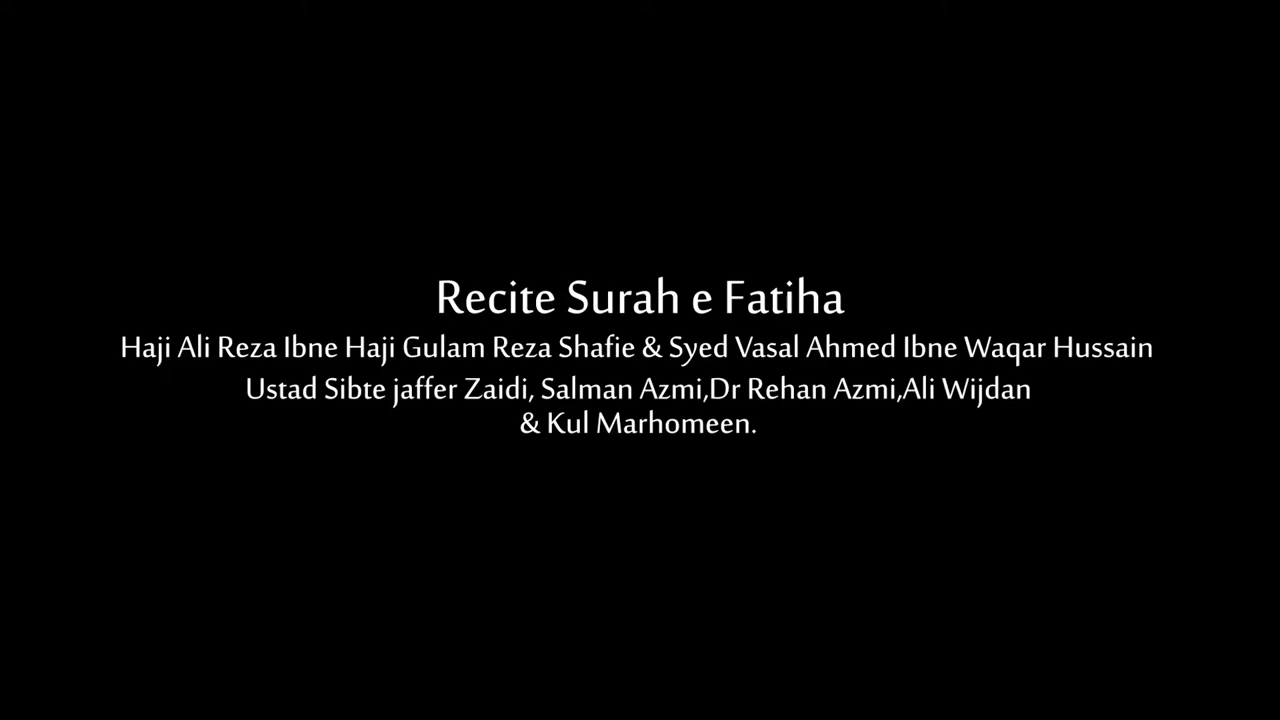 Recite Surah e Fatiha
Haji Ali Reza Ibne Haji Gulam Reza Shafie & Syed Vasal Ahmed Ibne Waqar Hussain
Ustad Sibte jaffer Zaidi, Salman Azmi,Dr Rehan Azmi,Ali Wijdan
& Kul Marhomeen.